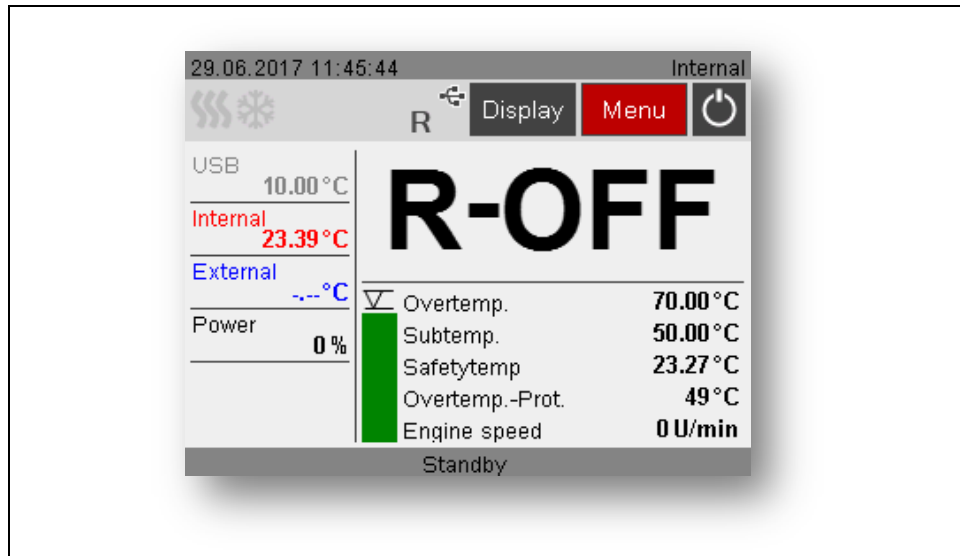 29.06.2017 11:45:44 Internal
R Display Menu
USB
10.00°C
Internal
23.39°C
External
-.--°C
Power
0%
R-OFF
Overtemp. 70.00°C
Subtemp. 50.00°C
Safetytemp 23.27°C
Overtemp.-Prot. 49°C
Engine speed 0 U/min
Standby